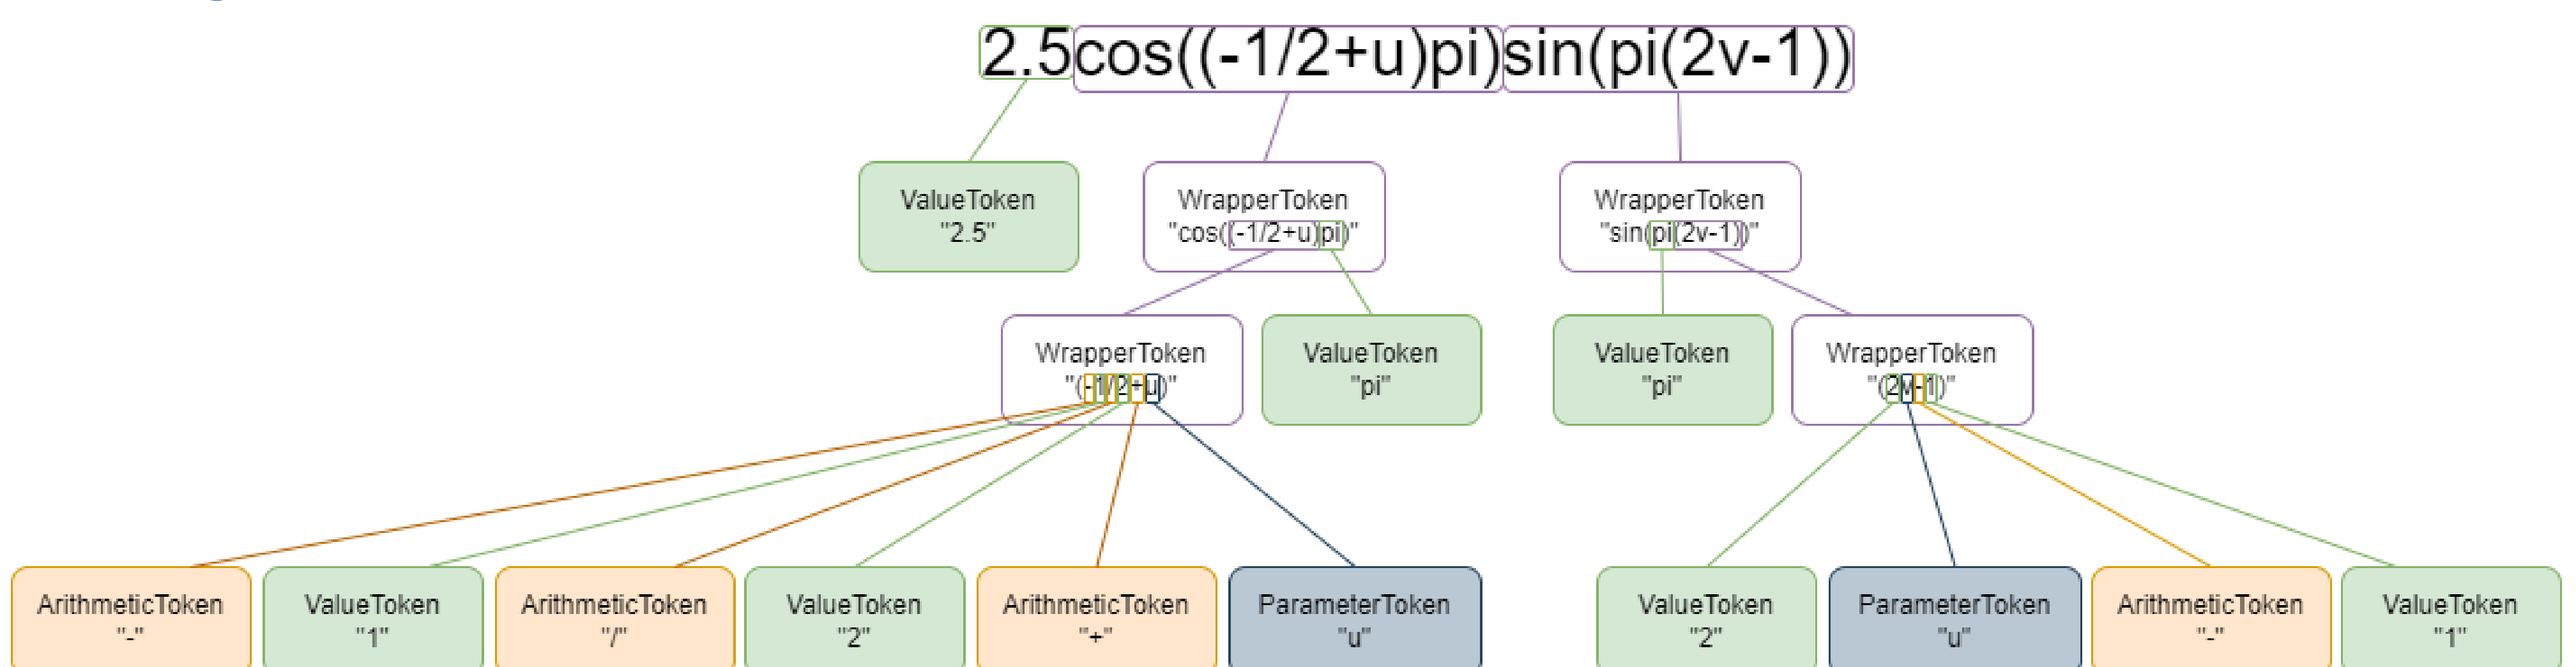 2.5cos((-1/2+u)pi)sin(pi(2v-1))
ValueToken
"2.5"
WrapperToken
"cos((-1/2+u)pi)"
WrapperToken
"sin(pi(2v-1))"
WrapperToken
"(-1/2+u)"
ValueToken
"pi"
ValueToken
"pi"
WrapperToken
"(2v-1)"
ArithmeticToken
"-"
ValueToken
"1"
ArithmeticToken
"/"
ValueToken
"2"
ArithmeticToken
"+"
ParameterToken
"u"
ValueToken
"2"
ParameterToken
"u"
ArithmeticToken
"-"
ValueToken
"1"